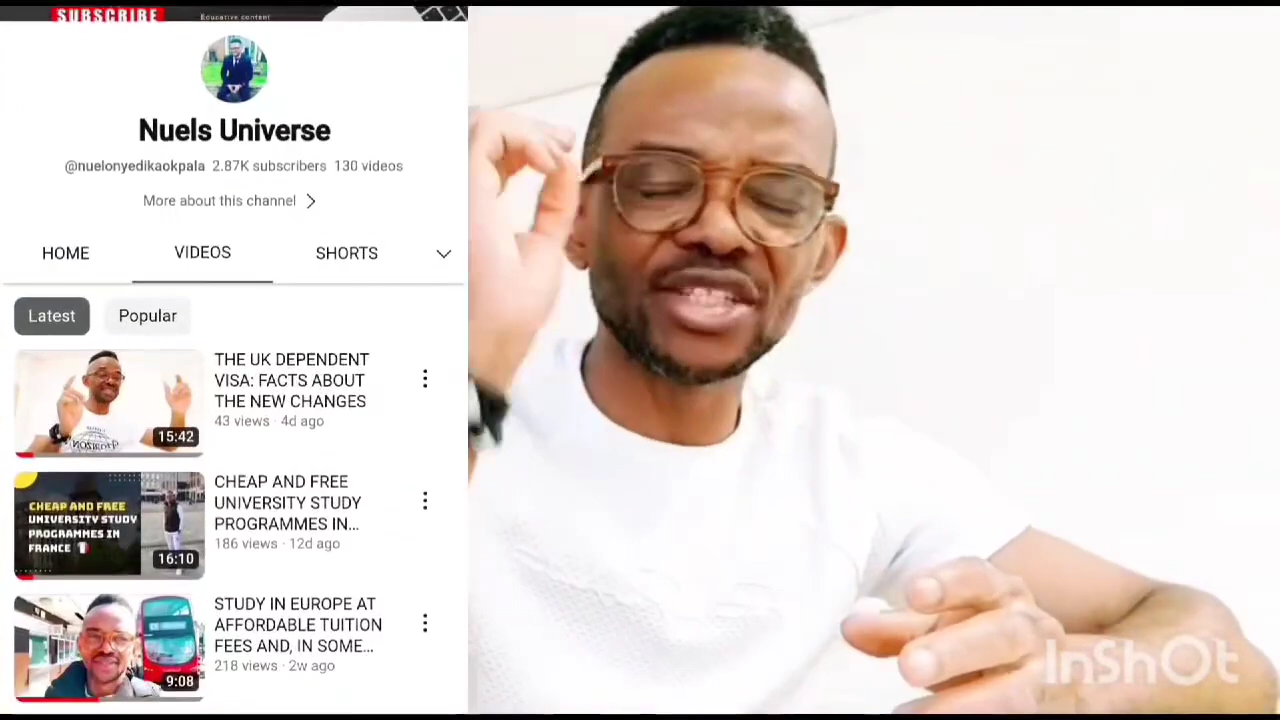 SUBSCRIBE
Educative content
Nuels Universe
@nuelonyedikaokpala 2.87K subscribers 130 videos
More about this channel
HOME
VIDEOS
SHORTS
Latest
Popular
THE UK DEPENDENT
VISA: FACTS ABOUT
THE NEW CHANGES
43 views · 4d ago
15:42
CHEAP AND FREE
UNIVERSITY STUDY
PROGRAMMES IN
FRANCE
16:10
CHEAP AND FREE
UNIVERSITY STUDY
PROGRAMMES IN...
186 views · 12d ago
9:08
STUDY IN EUROPE AT
AFFORDABLE TUITION
FEES AND, IN SOME...
218 views · 2w ago
InShOt